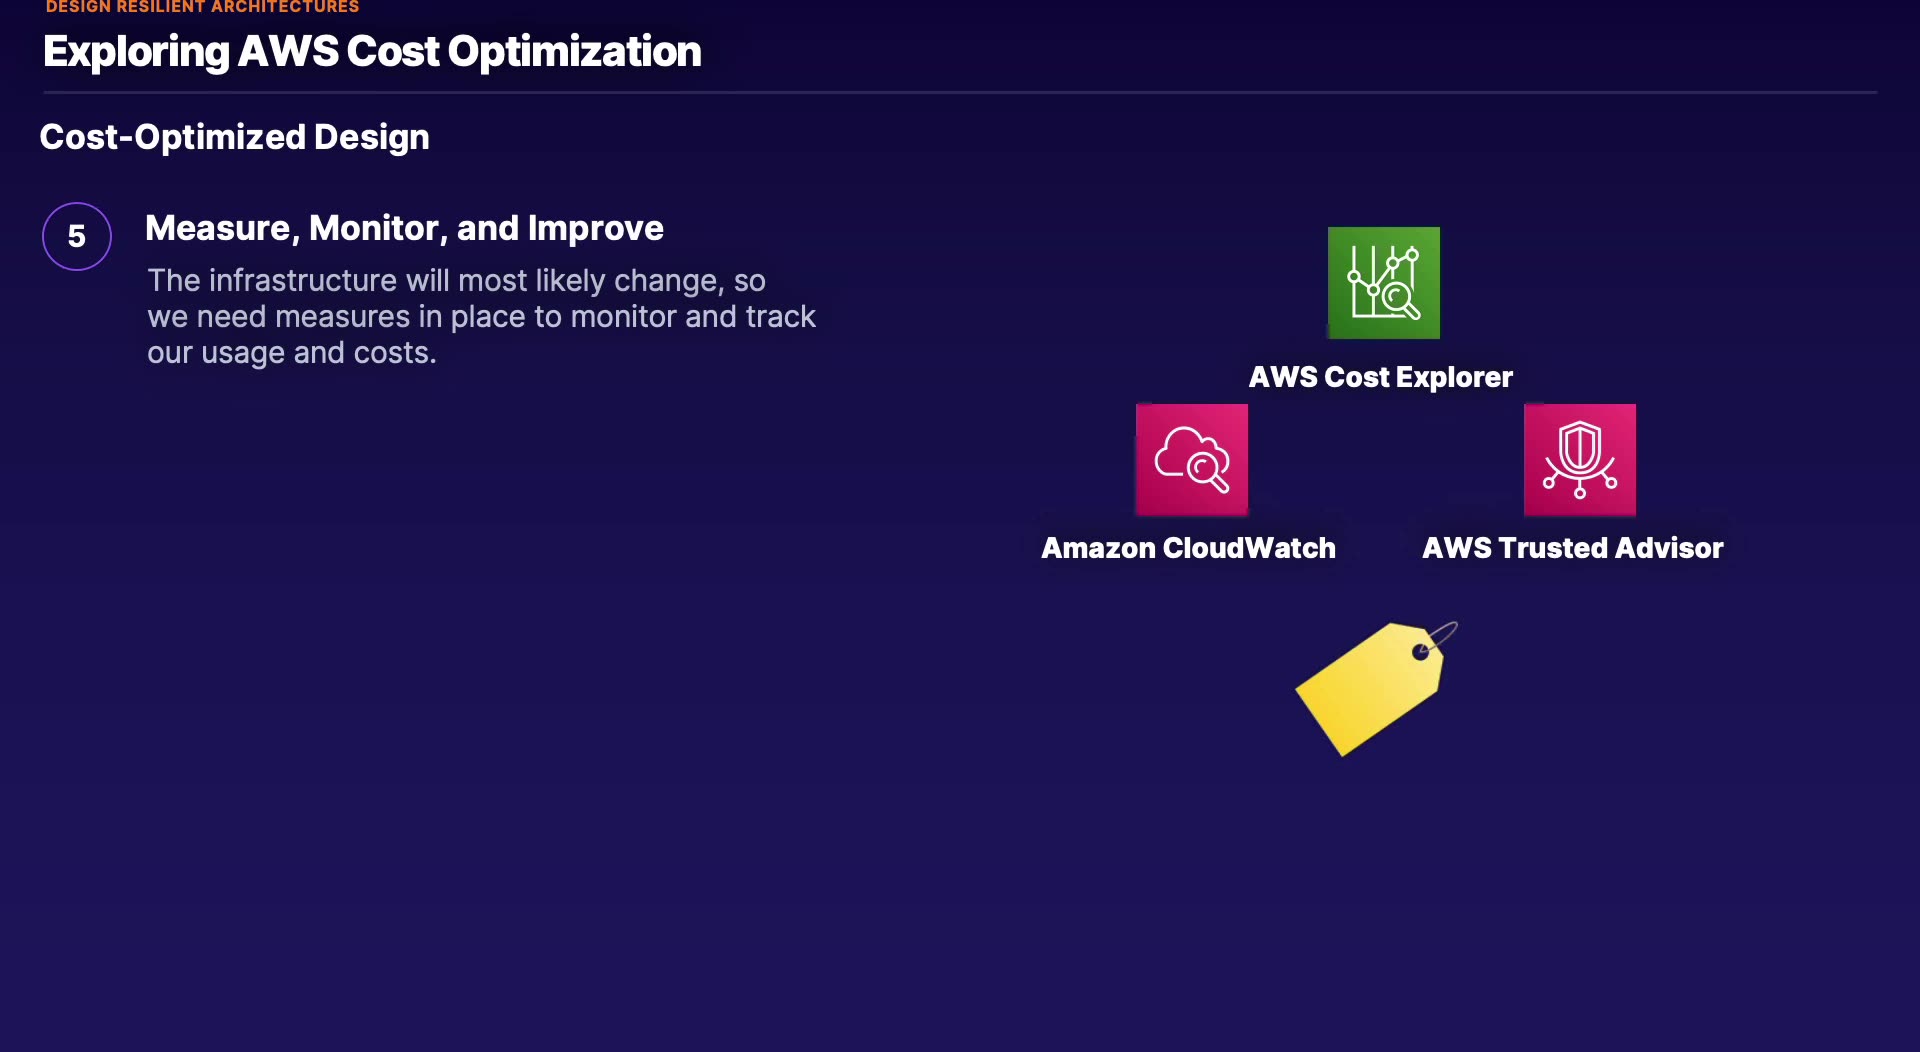 DESIGN RESILIENT ARCHITECTURES
Exploring AWS Cost Optimization
Cost-Optimized Design
5
Measure, Monitor, and Improve
The infrastructure will most likely change, so
we need measures in place to monitor and track
our usage and costs.
AWS Cost Explorer
Amazon CloudWatch
AWS Trusted Advisor